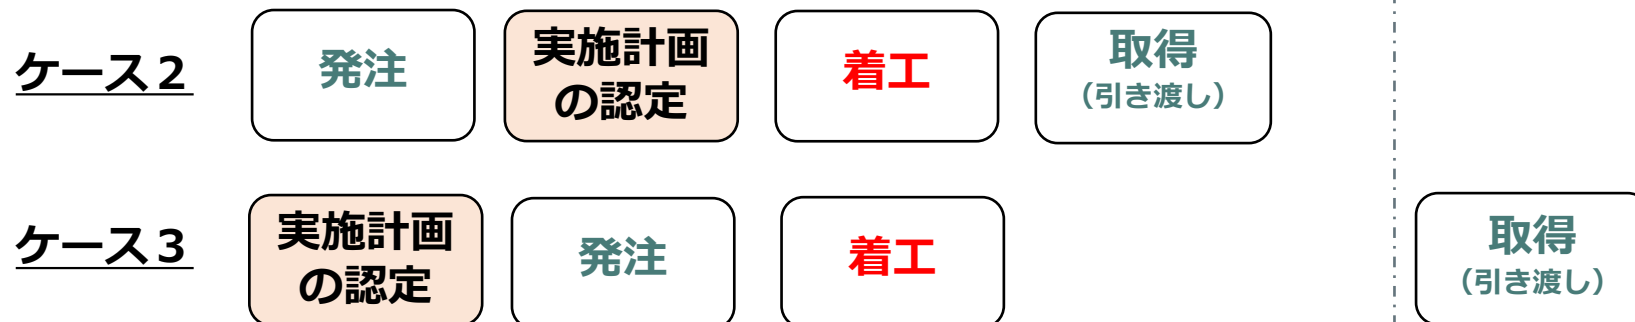 ケース2
発注
実施計画
の認定
着工
取得
（引き渡し）
ケース3
実施計画
の認定
発注
着工
取得
（引き渡し）